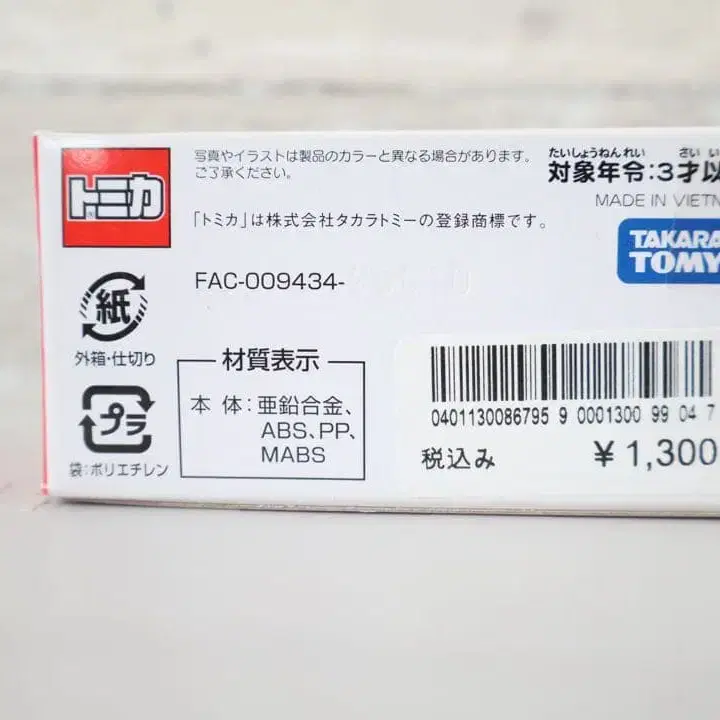 トミカ
写真やイラストは製品のカラーと異なる場合があります。
ご了承ください。
「トミカ」は株式会社タカラトミーの登録商標です。
FAC-009434-
たいしょうねんれい さい い
対象年令:3才以
MADE IN VIETN
TAKARA
TOMY
紙
外箱・仕切り
プラ
袋:ポリエチレン
材質表示
本 体:亜鉛合金、
ABS、PP、
MABS
0401130086795 9 0001300 99 04 7
税込み ¥1,300